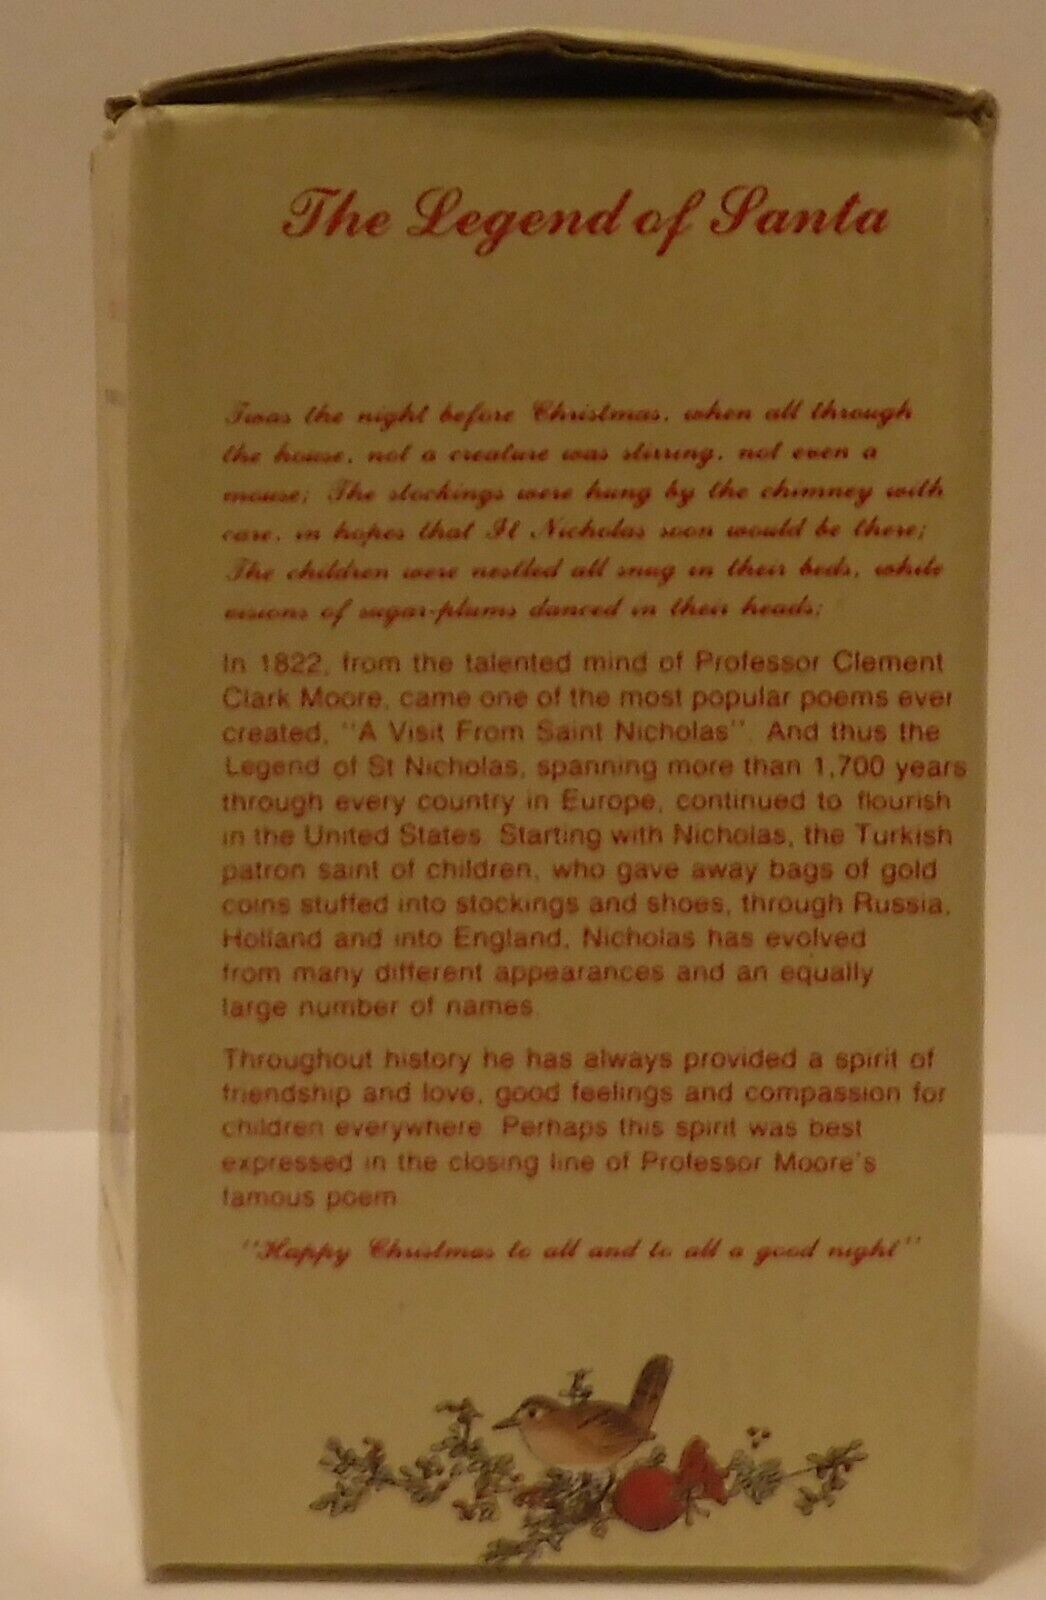 The Legend of Santa
Twas the night before Christmas, when all through
the house, not a creature was stirring, not even a
mouse; The stockings were hung by the chimney with
care, in hopes that St Nicholas soon would be there;
The children were nestled all snug in their beds, while
visions of sugar-plums danced in their heads;
In 1822, from the talented mind of Professor Clement
Clark Moore, came one of the most popular poems ever
created, "A Visit From Saint Nicholas". And thus the
Legend of St Nicholas, spanning more than 1,700 years
through every country in Europe, continued to flourish
in the United States. Starting with Nicholas, the Turkish
patron saint of children, who gave away bags of gold
coins stuffed into stockings and shoes, through Russia,
Holland and into England, Nicholas has evolved
from many different appearances and an equally
large number of names.
Throughout history he has always provided a spirit of
friendship and love, good feelings and compassion for
children everywhere. Perhaps this spirit was best
expressed in the closing line of Professor Moore's
famous poem.
"Happy Christmas to all and to all a good night"